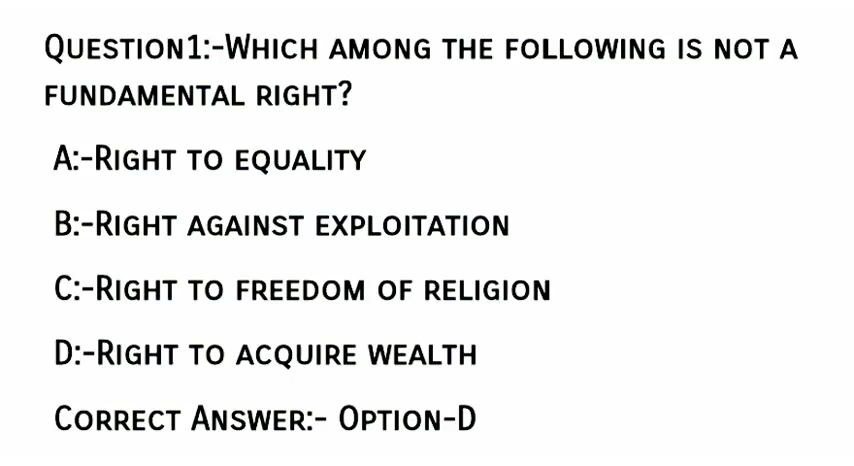 Question1:-Which among the following is not a
fundamental right?
A:-Right to equality
B:-Right against exploitation
C:-Right to freedom of religion
D:-Right to acquire wealth
Correct Answer:- Option-D